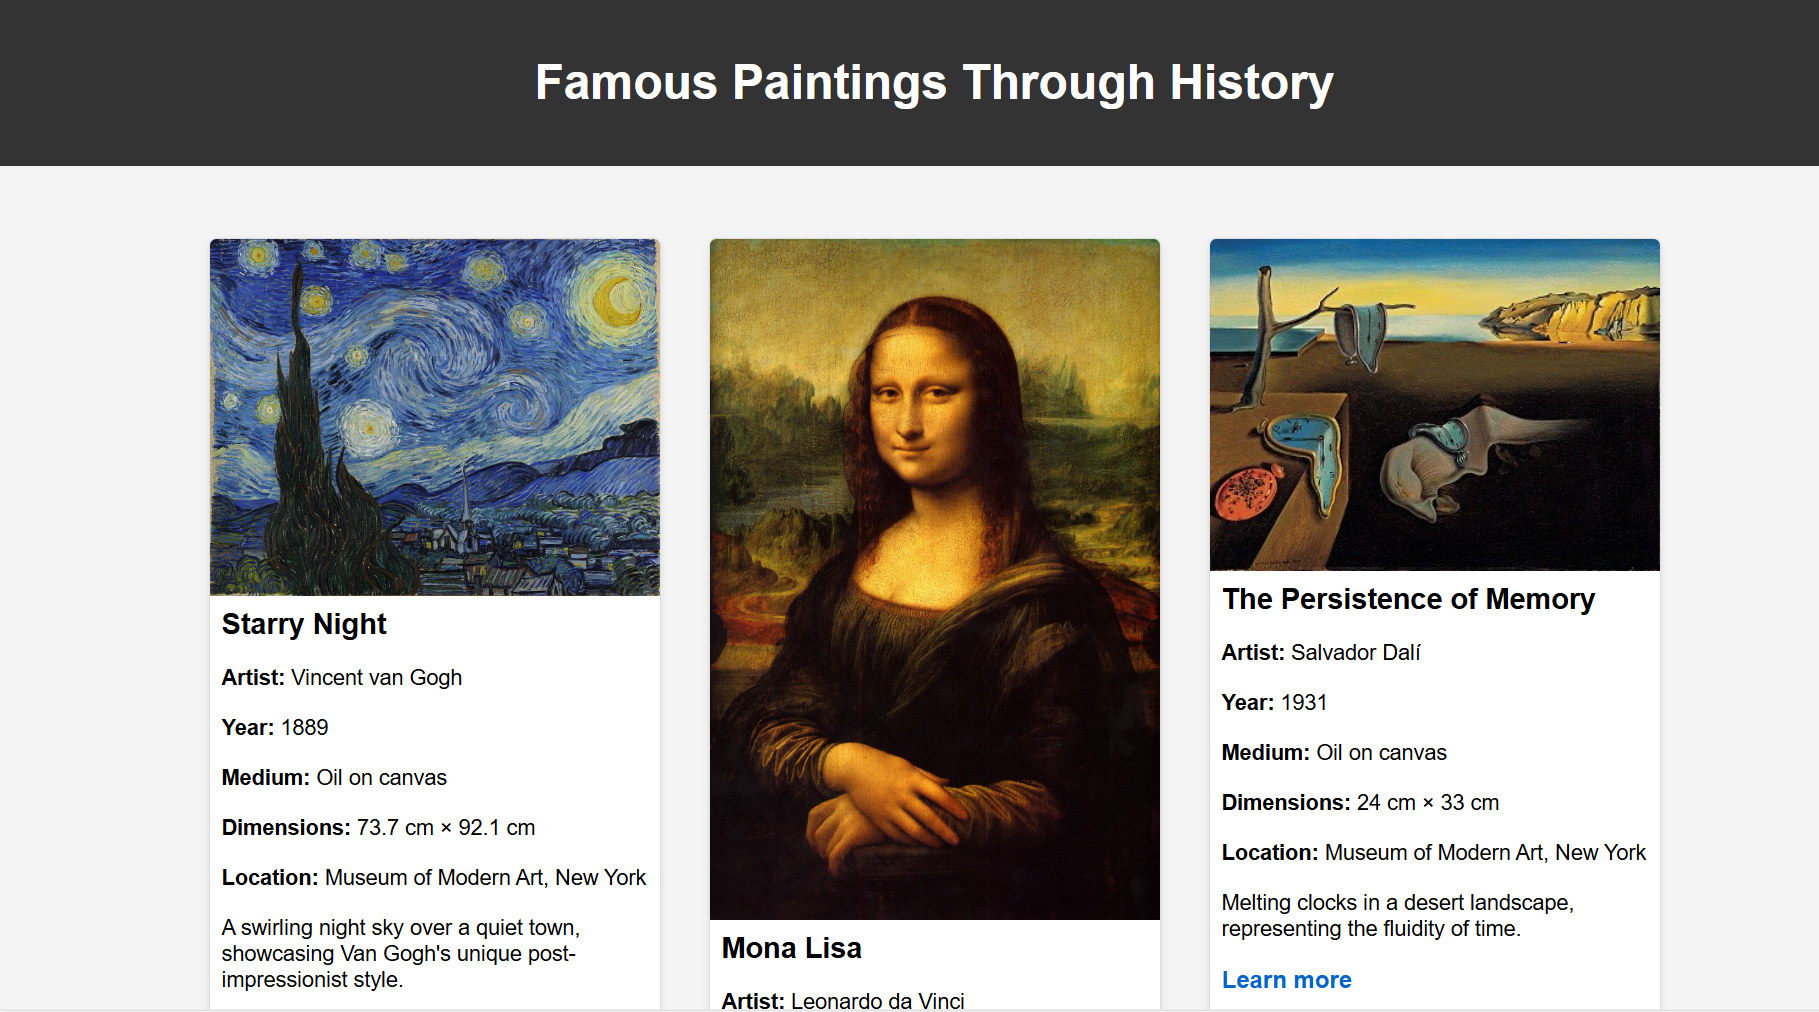 Famous Paintings Through History
Starry Night
Artist: Vincent van Gogh
Year: 1889
Medium: Oil on canvas
Dimensions: 73.7 cm × 92.1 cm
Location: Museum of Modern Art, New York
A swirling night sky over a quiet town,
showcasing Van Gogh's unique post-
impressionist style.
Mona Lisa
Artist: Leonardo da Vinci
The Persistence of Memory
Artist: Salvador Dalí
Year: 1931
Medium: Oil on canvas
Dimensions: 24 cm × 33 cm
Location: Museum of Modern Art, New York
Melting clocks in a desert landscape,
representing the fluidity of time.
Learn more